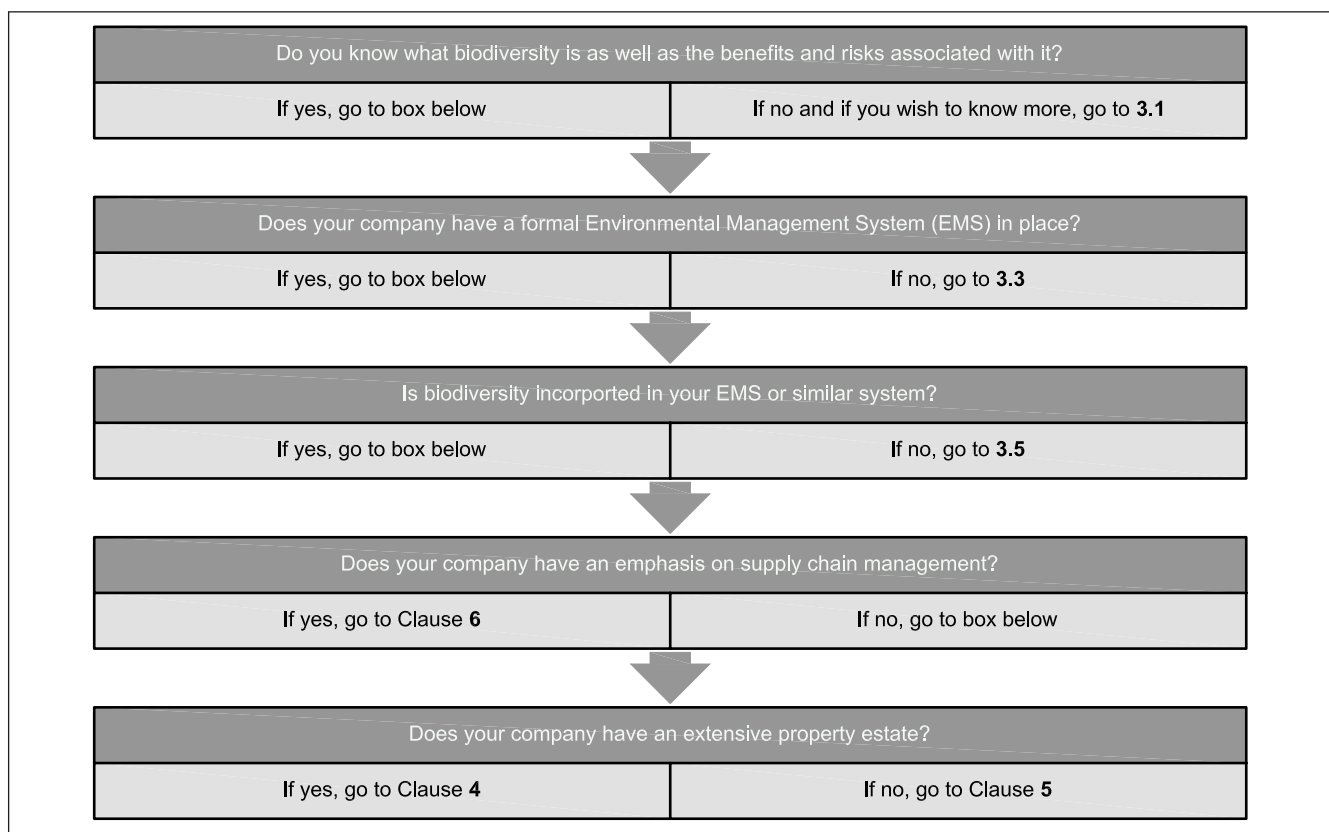 Do you know what biodiversity is as well as the benefits and risks associated with it?
If yes, go to box below
If no and if you wish to know more, go to 3.1
Does your company have a formal Environmental Management System (EMS) in place?
If yes, go to box below
If no, go to 3.3
Is biodiversity incorported in your EMS or similar system?
If yes, go to box below
If no, go to 3.5
Does your company have an emphasis on supply chain management?
If yes, go to Clause 6
If no, go to box below
Does your company have an extensive property estate?
If yes, go to Clause 4
If no, go to Clause 5